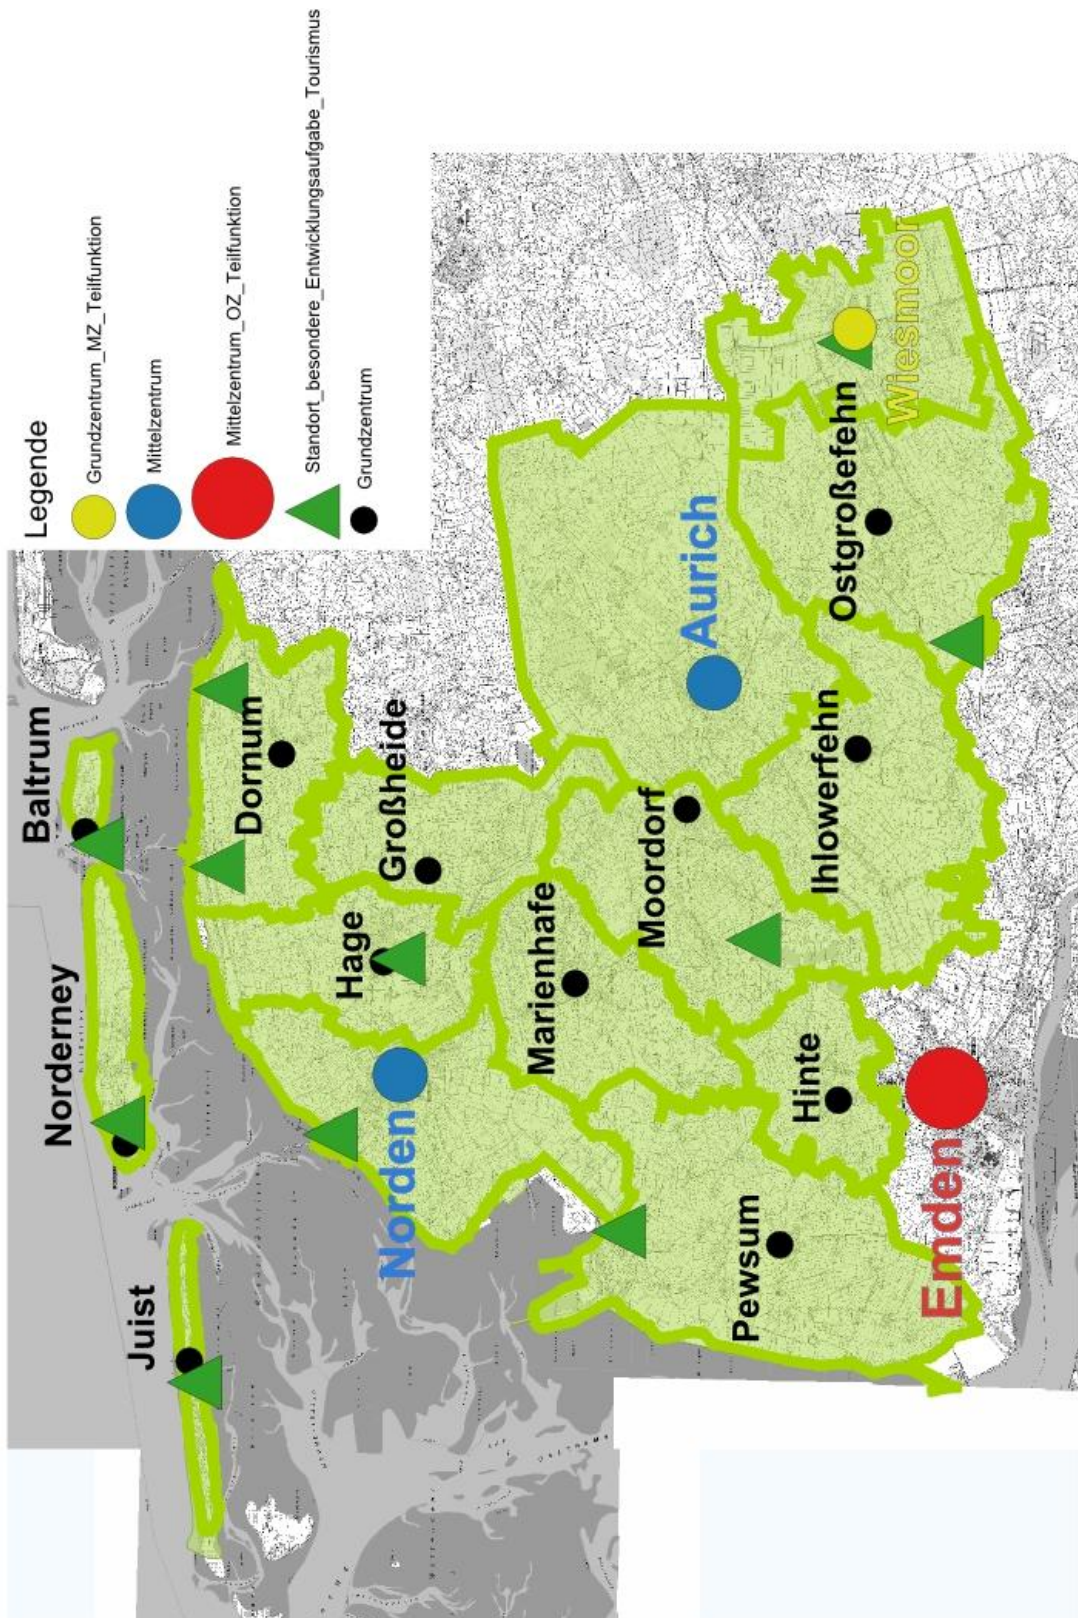 Legende
Grundzentrum_MZ_Teilfunktion
Mittelzentrum
Mittelzentrum_OZ_Teilfunktion
Standort_besondere_Entwicklungsaufgabe_Tourismus
Grundzentrum
Baltrum
Norderney
Juist
Dornum
Großheide
Hage
Norden
Marienhafe
Moordorf
Aurich
Pewsum
Hinte
Ihlowerfehn
Ostgroßefehn
Wiesmoor
Emden